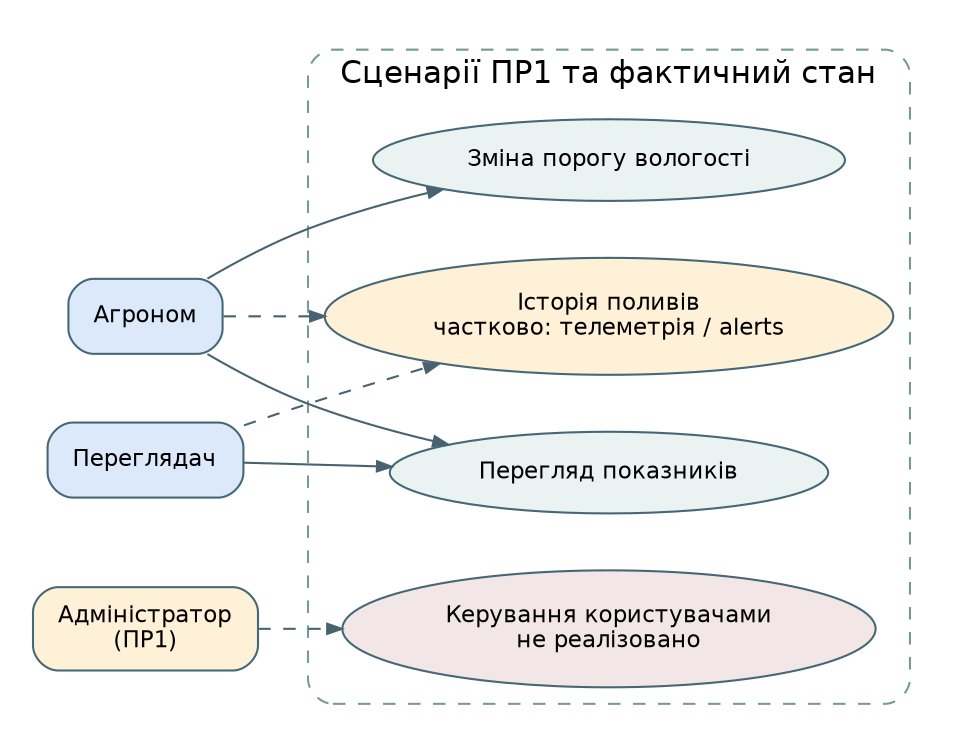 Сценарії ПР1 та фактичний стан
Зміна порогу вологості
Агроном
Історія поливів
частково: телеметрія / alerts
Переглядач
Перегляд показників
Адміністратор
(ПР1)
Керування користувачами
не реалізовано